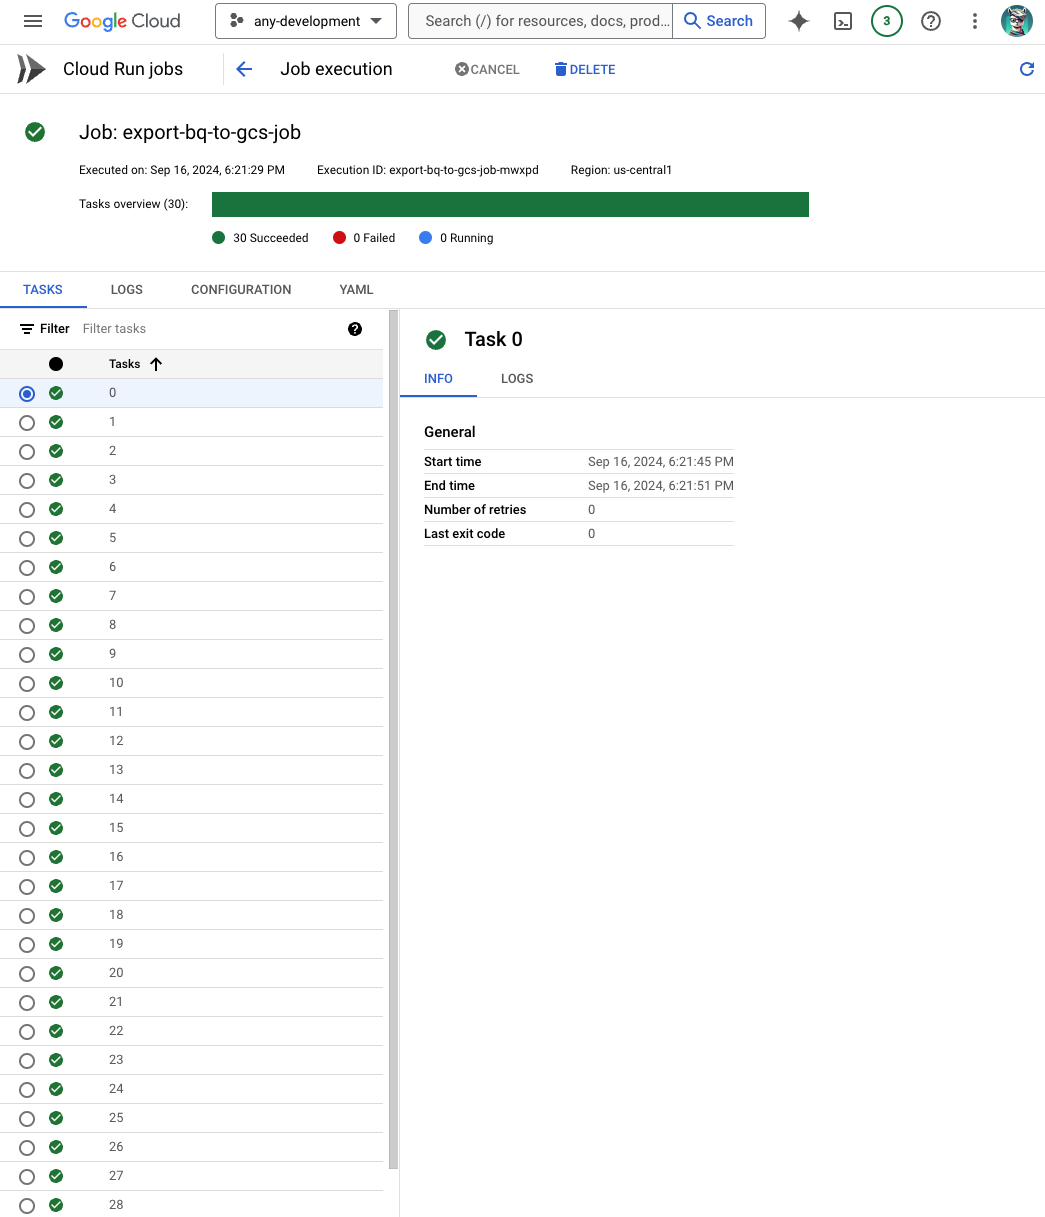 Google Cloud any-development Search (/) for resources, docs, prod... Search 3
Cloud Run jobs Job execution CANCEL DELETE
Job: export-bq-to-gcs-job
Executed on: Sep 16, 2024, 6:21:29 PM Execution ID: export-bq-to-gcs-job-mwxpd Region: us-central1
Tasks overview (30):
30 Succeeded 0 Failed 0 Running
TASKS LOGS CONFIGURATION YAML
Filter Filter tasks
Tasks
0
1
2
3
4
5
6
7
8
9
10
11
12
13
14
15
16
17
18
19
20
21
22
23
24
25
26
27
28
Task 0
INFO LOGS
General
Start time Sep 16, 2024, 6:21:45 PM
End time Sep 16, 2024, 6:21:51 PM
Number of retries 0
Last exit code 0